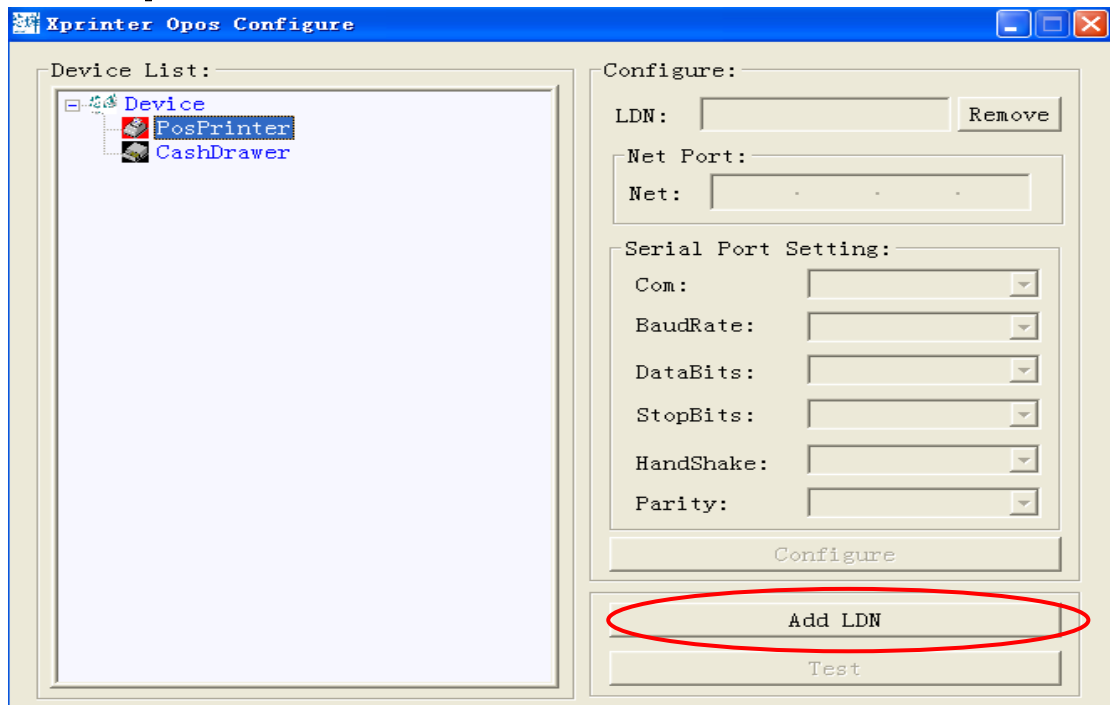 Xprinter Opos Configure
Device List:
Device
PosPrinter
CashDrawer
Configure:
LDN:
Remove
Net Port:
Net: . . .
Serial Port Setting:
Com:
BaudRate:
DataBits:
StopBits:
HandShake:
Parity:
Configure
Add LDN
Test